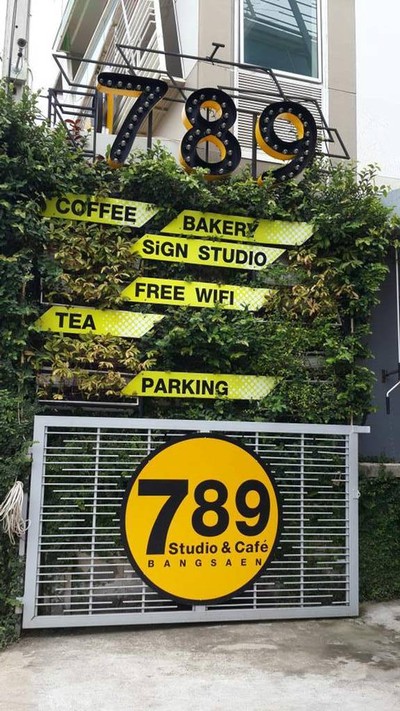 789
COFFEE
BAKERY
SiGN STUDIO
FREE WIFI
TEA
PARKING
789
Studio & Café
BANGSAEN